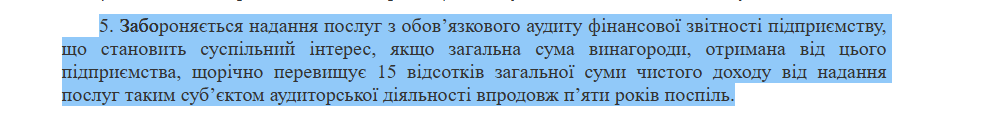 5. Забороняється надання послуг з обов’язкового аудиту фінансової звітності підприємству,
що становить суспільний інтерес, якщо загальна сума винагороди, отримана від цього
підприємства, щорічно перевищує 15 відсотків загальної суми чистого доходу від надання
послуг таким суб’єктом аудиторської діяльності впродовж п’яти років поспіль.